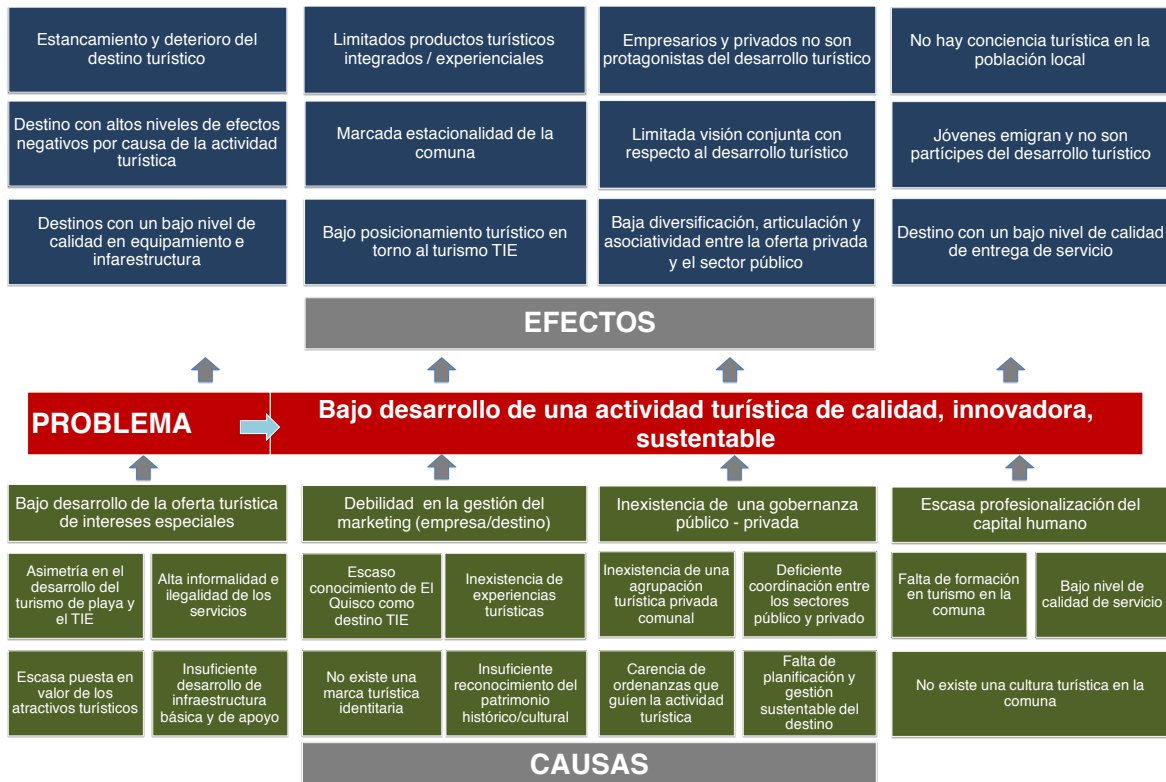 Estancamiento y deterioro del
destino turístico
Limitados productos turísticos
integrados / experienciales
Empresarios y privados no son
protagonistas del desarrollo turístico
No hay conciencia turística en la
población local
Destino con altos niveles de efectos
negativos por causa de la actividad
turística
Marcada estacionalidad de la
comuna
Limitada visión conjunta con
respecto al desarrollo turístico
Jóvenes emigran y no son
partícipes del desarrollo turístico
Destinos con un bajo nivel de
calidad en equipamiento e
infarestructura
Bajo posicionamiento turístico en
torno al turismo TIE
Baja diversificación, articulación y
asociatividad entre la oferta privada
y el sector público
Destino con un bajo nivel de calidad
de entrega de servicio
EFECTOS
PROBLEMA
Bajo desarrollo de una actividad turística de calidad, innovadora,
sustentable
Bajo desarrollo de la oferta turística
de intereses especiales
Debilidad en la gestión del
marketing (empresa/destino)
Inexistencia de una gobernanza
público - privada
Escasa profesionalización del
capital humano
Asimetría en el
desarrollo del
turismo de playa y
el TIE
Alta informalidad e
ilegalidad de los
servicios
Escaso
conocimiento de El
Quisco como
destino TIE
Inexistencia de
experiencias
turísticas
Inexistencia de una
agrupación
turística privada
comunal
Deficiente
coordinación entre
los sectores
público y privado
Falta de formación
en turismo en la
comuna
Bajo nivel de
calidad de servicio
Escasa puesta en
valor de los
atractivos turísticos
Insuficiente
desarrollo de
infraestructura
básica y de apoyo
No existe una
marca turística
identitaria
Insuficiente
reconocimiento del
patrimonio
histórico/cultural
Carencia de
ordenanzas que
guíen la actividad
turística
Falta de
planificación y
gestión
sustentable del
destino
No existe una cultura turística en la
comuna
CAUSAS